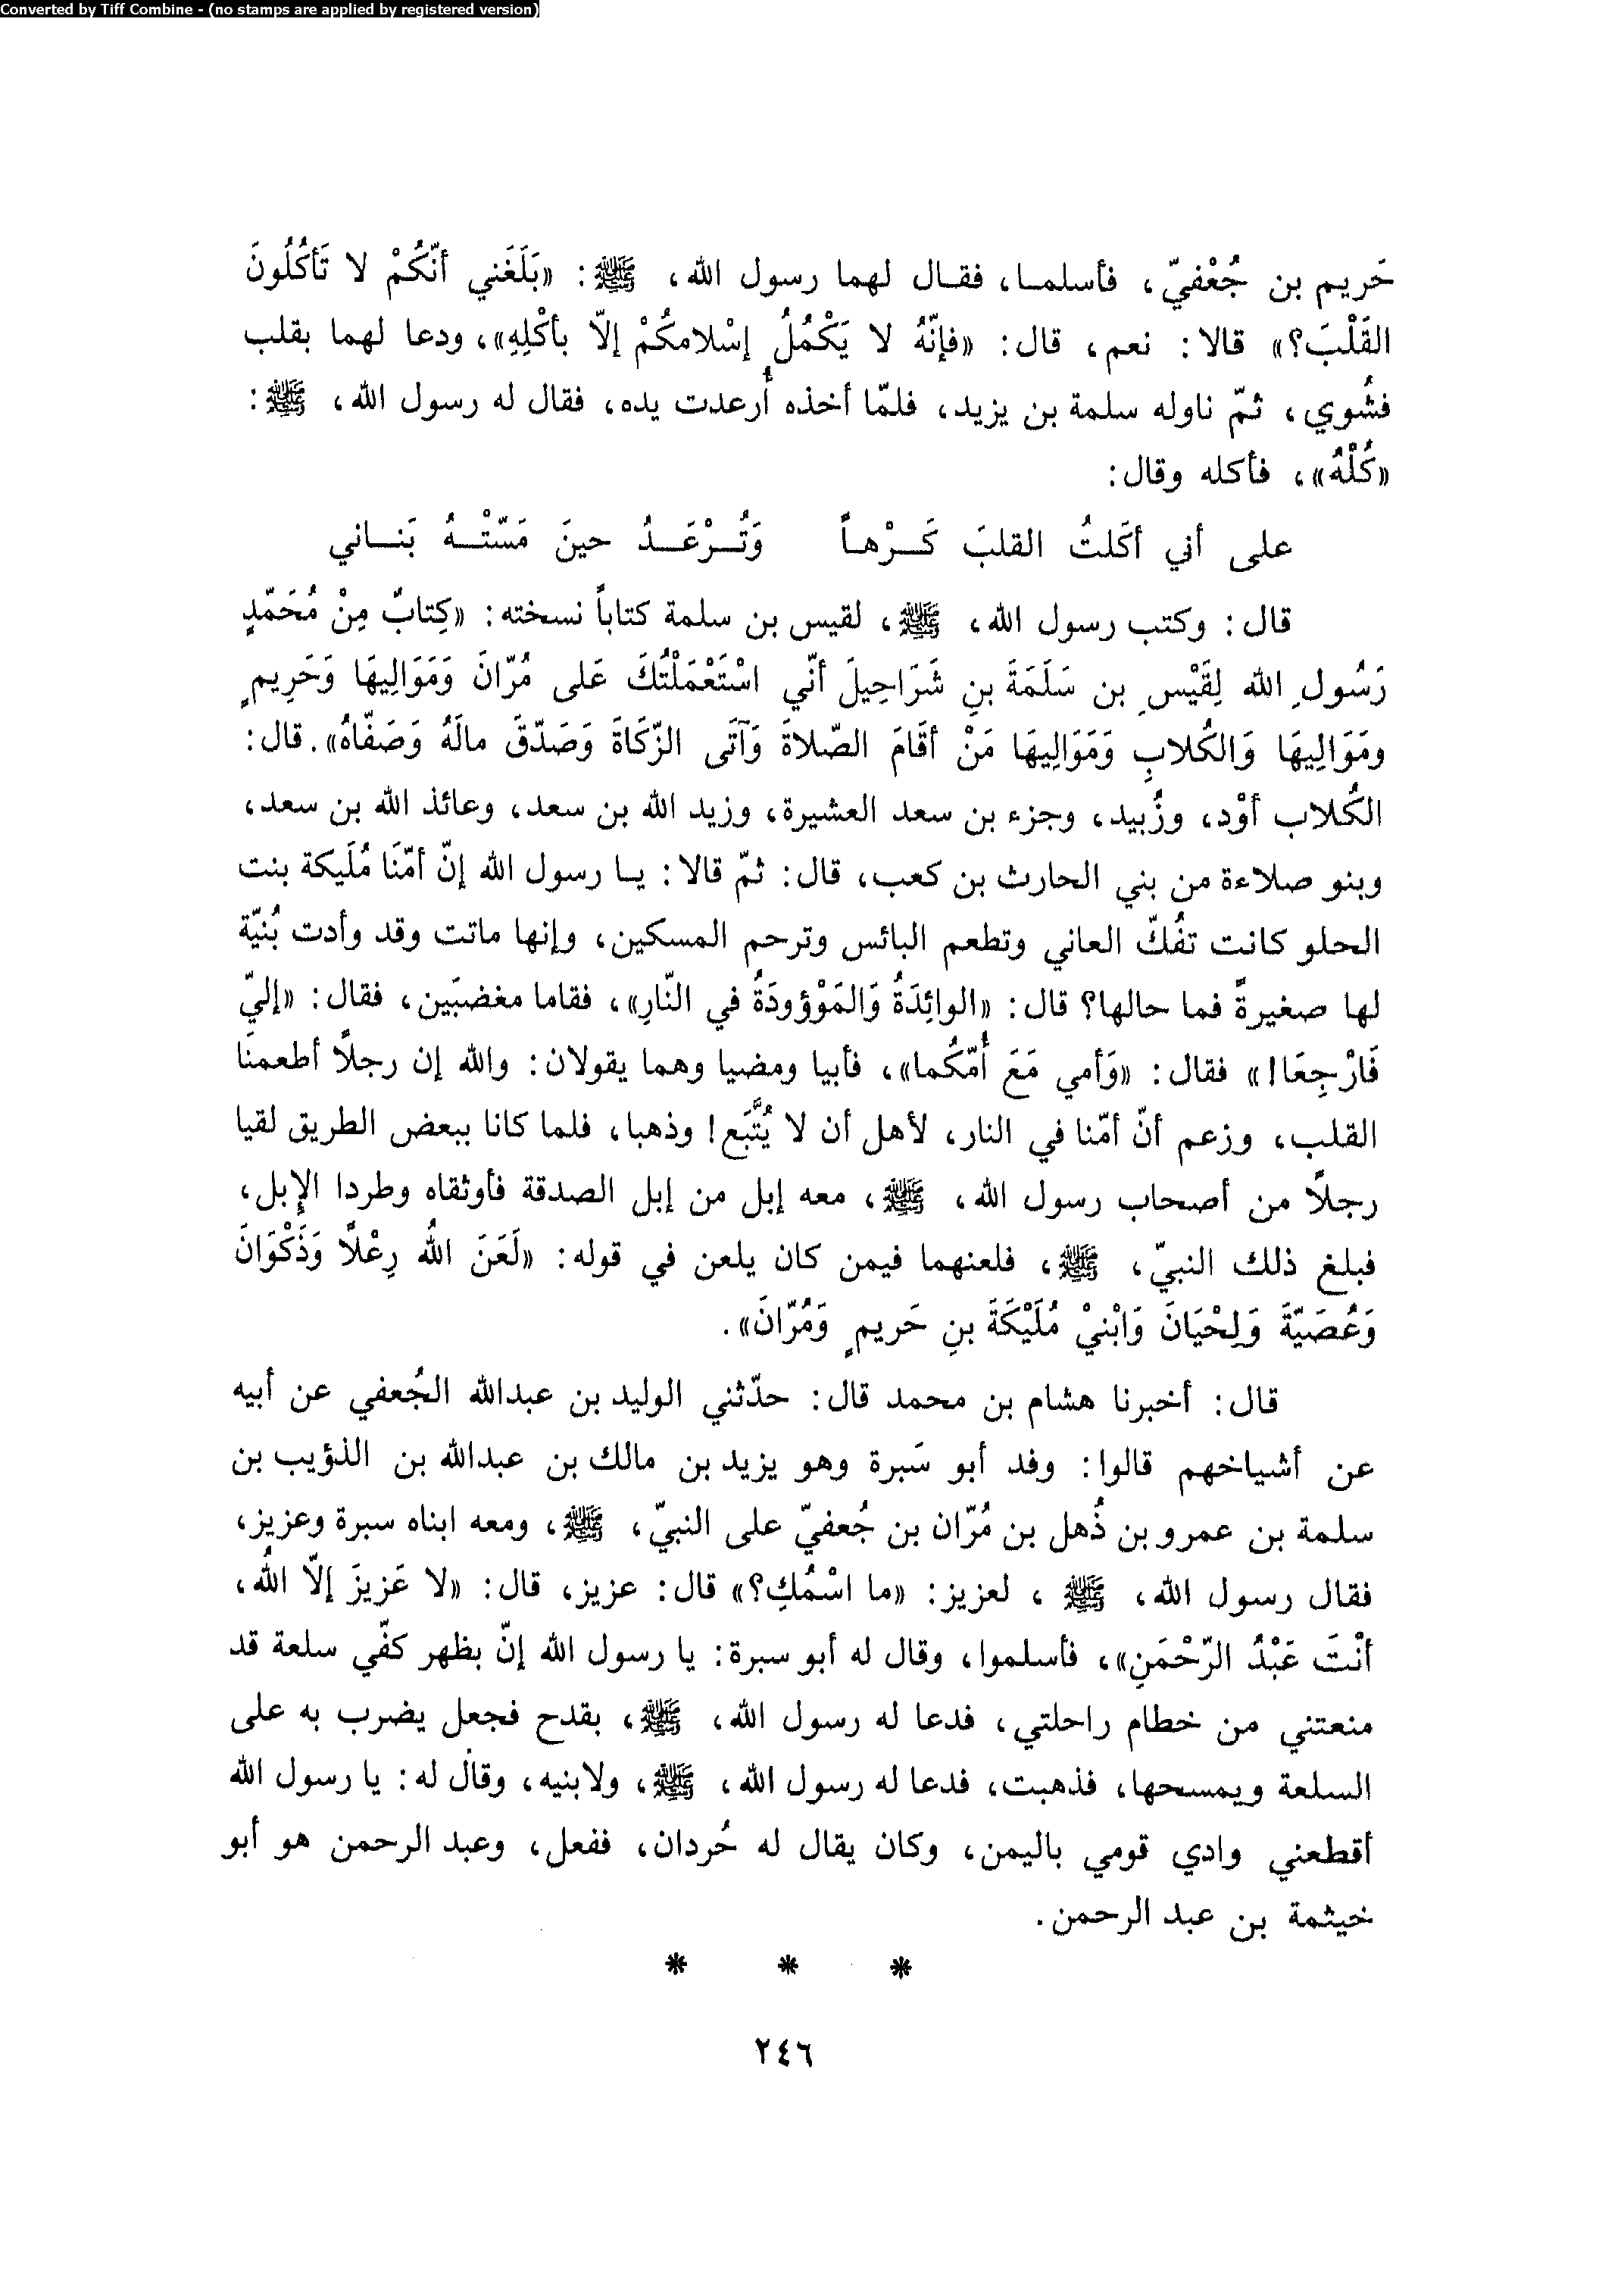 Converted by Tiff Combine - (no stamps are applied by registered version)
حَريم بن جُعْفيّ، فأسلمـا، فقـال لهما رسول الله، ﷺ: «بَلَغَني أنّكُمْ لا تَأكُلُونَ
القَلْبَ؟» قالا: نعم، قال: «فإنّهُ لا يَكْمُلُ إسْلامكُمْ إلاّ بأكْلِهِ»، ودعا لهما بقلب
فشُوي، ثمّ ناوله سلمة بن يزيد، فلمّا أخذه أُرعدت يده، فقال له رسول الله، ﷺ:
«كُلْهُ»، فأكله وقال:
على أني أكَلتُ القلبَ كَــرْهـاً وَتُــرْعَــدُ حينَ مَسّتْــهُ بَنــاني
قال: وكتب رسول الله، ﷺ، لقيس بن سلمة كتاباً نسخته: «كِتابٌ مِنْ مُحَمّدٍ
رَسُولِ الله لِقَيْسِ بن سَلَمَةَ بنِ شَرَاحِيلَ أنّي اسْتَعْمَلْتُكَ عَلى مُرّانَ وَمَوَالِيهَا وَحَرِيمٍ
ومَوَالِيهَا وَالكُلابِ وَمَوَالِيهَا مَنْ أقَامَ الصّلاةَ وَآتَى الزّكَاةَ وَصَدّقَ مالَهُ وَصَفّاهُ». قال:
الكُلاب أوْد، وزُبيد، وجزء بن سعد العشيرة، وزيد الله بن سعد، وعائذ الله بن سعد،
وبنو صلاءة من بني الحارث بن كعب، قال: ثمّ قالا: يـا رسول الله إنّ أمّنَا مُلَيكة بنت
الحلو كانت تفُكّ العاني وتطعم البائس وترحم المسكين، وإنها ماتت وقد وأدت بُنيّة
لها صغيرةً فما حالها؟ قال: «الوائِدَةُ وَالمَوْؤودَةُ في النّارِ»، فقاما مغضبَين، فقال: «إليّ
فَارْجِعَا!» فقال: «وَأمي مَعَ أُمّكُما»، فأبيا ومضيا وهما يقولان: والله إن رجلاً أطعمنَا
القلب، وزعم أنّ أمّنا في النار، لأهل أن لا يُتَّبَع! وذهبا، فلما كانا ببعض الطريق لقيا
رجلاً من أصحاب رسول الله، ﷺ، معه إبل من إبل الصدقة فأوثقاه وطردا الإبل،
فبلغ ذلك النبيّ، ﷺ، فلعنهما فيمن كان يلعن في قوله: «لَعَنَ اللهُ رِعْلاً وَذَكْوَانَ
وَعُصَيّةَ وَلِحْيَانَ وَابْنيْ مُلَيْكَةَ بنِ حَريمٍ وَمُرّانَ».
قال: أخبرنا هشام بن محمد قال: حدّثني الوليد بن عبدالله الجُعفي عن أبيه
عن أشياخهم قالوا: وفد أبو سَبرة وهو يزيد بن مالك بن عبدالله بن الذؤيب بن
سلمة بن عمرو بن ذُهل بن مُرّان بن جُعفيّ على النبيّ، ﷺ، ومعه ابناه سبرة وعزيز،
فقال رسول الله، ﷺ ، لعزيز: «ما اسْمُكِ؟» قال: عزيز، قال: «لا عَزيزَ إلاّ اللهُ،
أنْتَ عَبْدُ الرّحْمَنِ»، فأسلموا، وقال له أبو سبرة: يا رسول الله إنّ بظهر كفّي سلعة قد
منعتني من خطام راحلتي، فدعا له رسول الله، ﷺ، بقدح فجعل يضرب به على
السلعة ويمسحها، فذهبت، فدعا له رسول الله، ﷺ، ولابنيه، وقال له: يا رسول الله
أقطعني وادي قومي باليمن، وكان يقال له حُردان، ففعل، وعبد الرحمن هو أبو
خيثمة بن عبد الرحمن.
* * *
٢٤٦